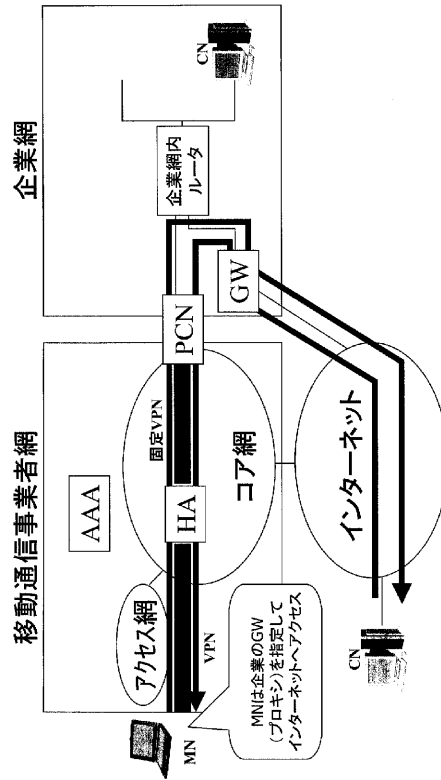 移動通信事業者網
企業網
AAA
アクセス網
固定VPN
HA
PCN
企業網内
ルータ
CN
コア網
VPN
MN
GW
MNは企業のGW
(プロキシ)を指定して
インターネットへアクセス
インターネット
CN